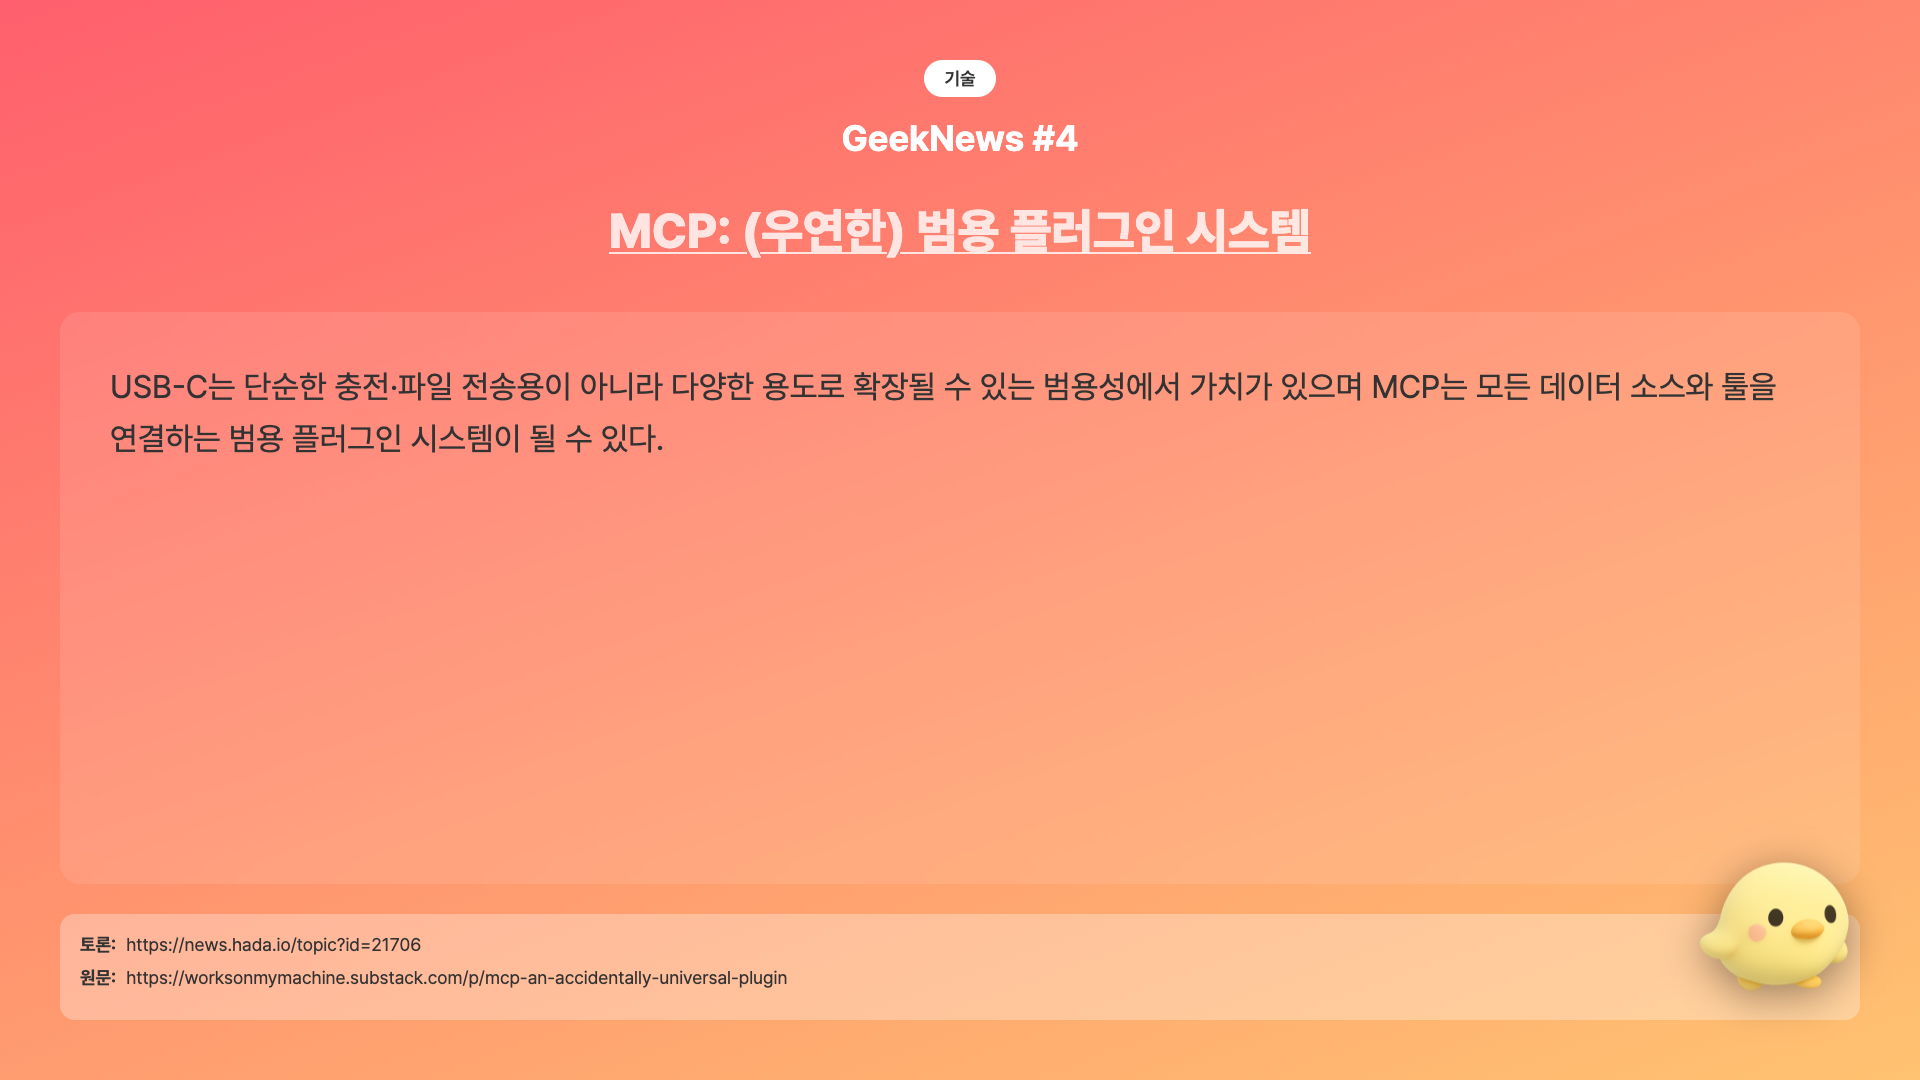 기술
GeekNews #4
MCP: (우연한) 범용 플러그인 시스템
USB-C는 단순한 충전·파일 전송용이 아니라 다양한 용도로 확장될 수 있는 범용성에서 가치가 있으며 MCP는 모든 데이터 소스와 툴을
연결하는 범용 플러그인 시스템이 될 수 있다.
토론: https://news.hada.io/topic?id=21706
원문: https://worksonmymachine.substack.com/p/mcp-an-accidentally-universal-plugin